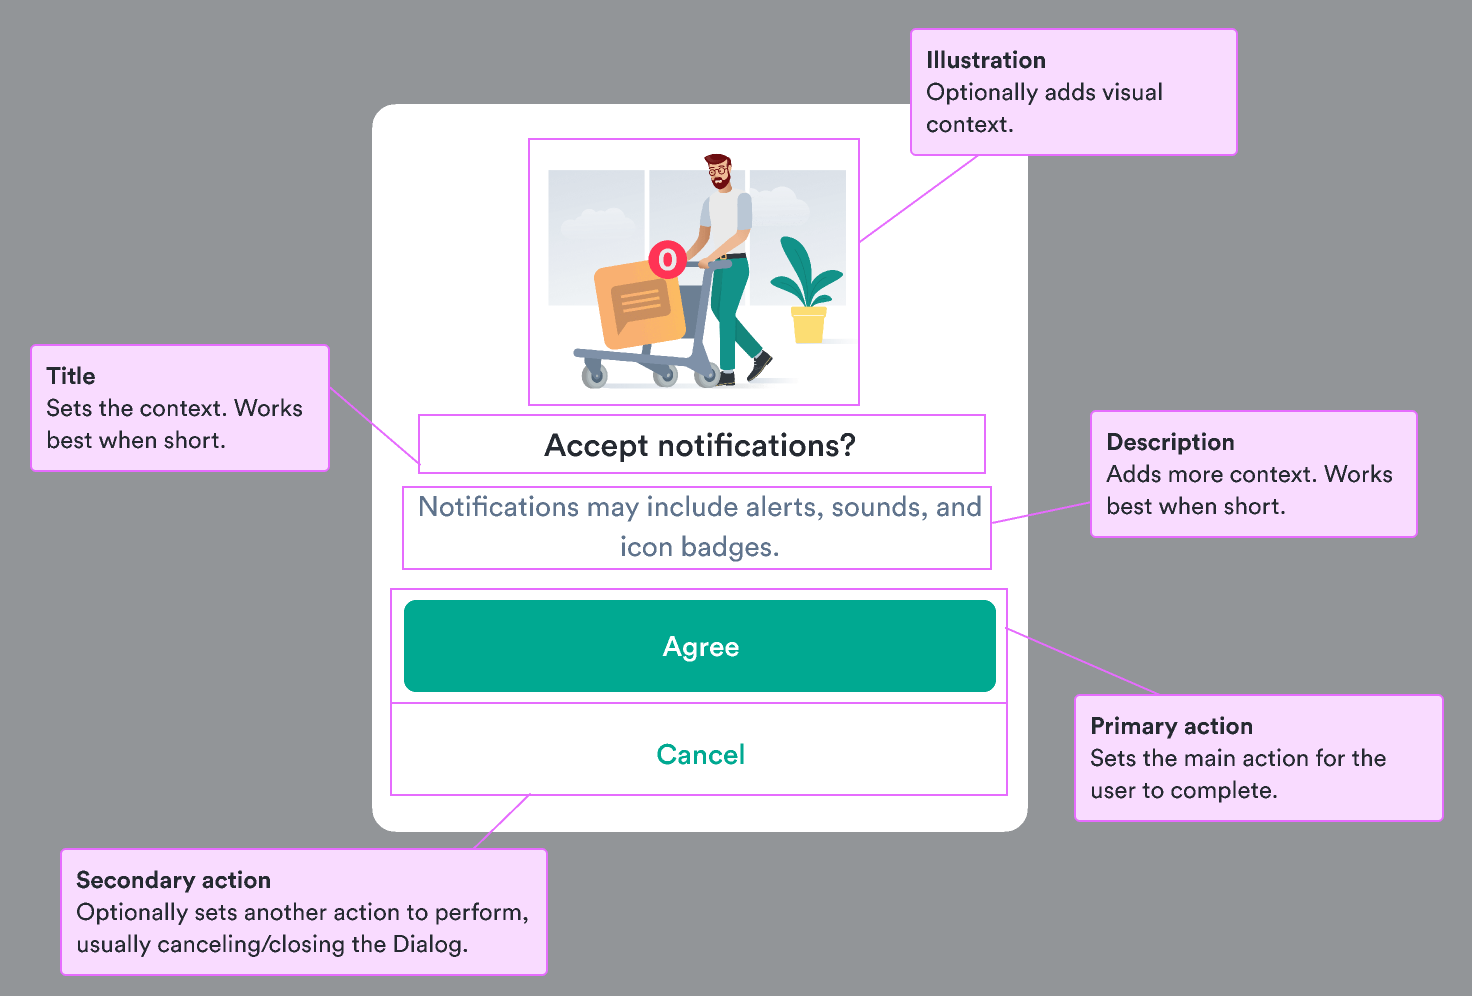 Illustration
Optionally adds visual
context.
0
Title
Sets the context. Works
best when short.
Accept notifications?
Description
Adds more context. Works
best when short.
Notifications may include alerts, sounds, and
icon badges.
Agree
Primary action
Sets the main action for the
user to complete.
Cancel
Secondary action
Optionally sets another action to perform,
usually canceling/closing the Dialog.